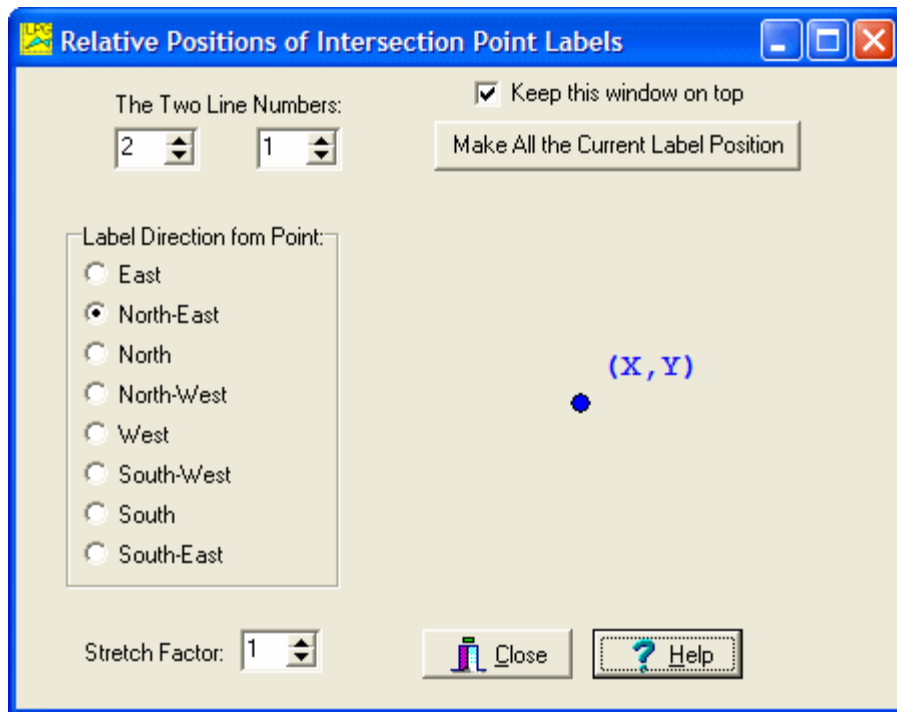 LPG
Relative Positions of Intersection Point Labels
The Two Line Numbers:
2
1
Keep this window on top
Make All the Current Label Position
Label Direction fom Point:
East
North-East
North
North-West
West
South-West
South
South-East
(X,Y)
Stretch Factor:
1
Close
? Help